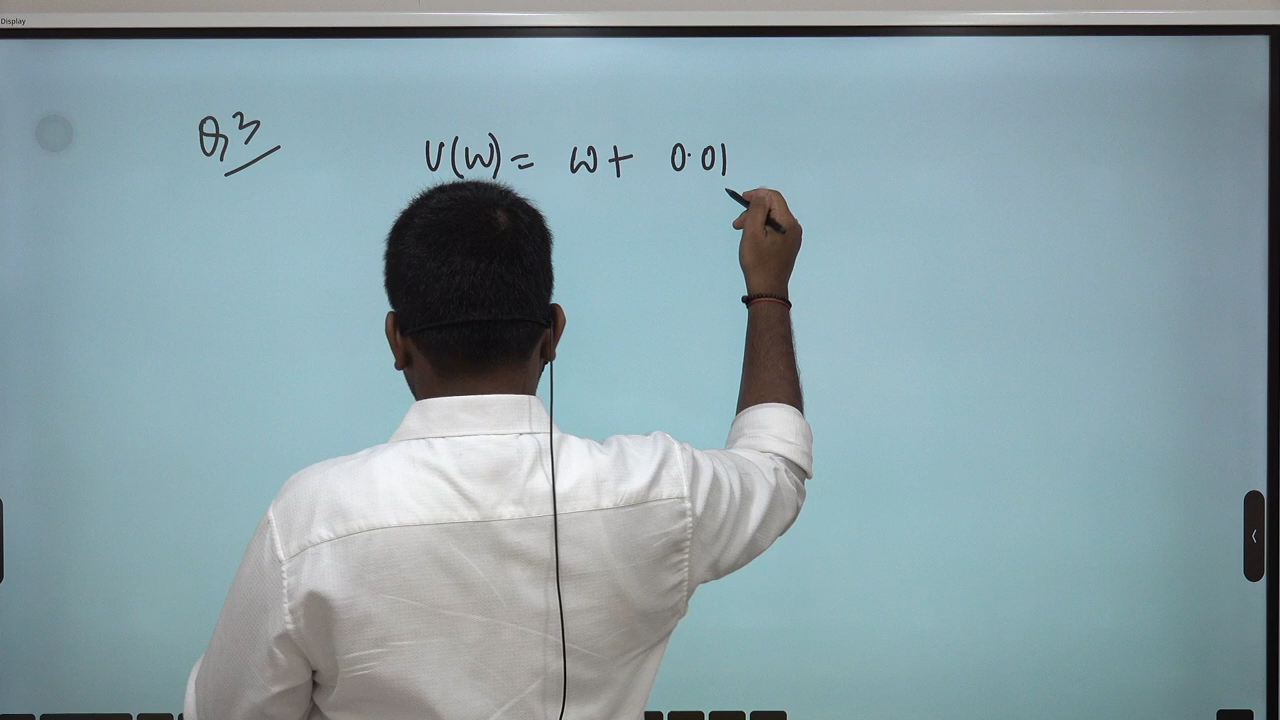 Display
Q3
U(W) = W + 0.01